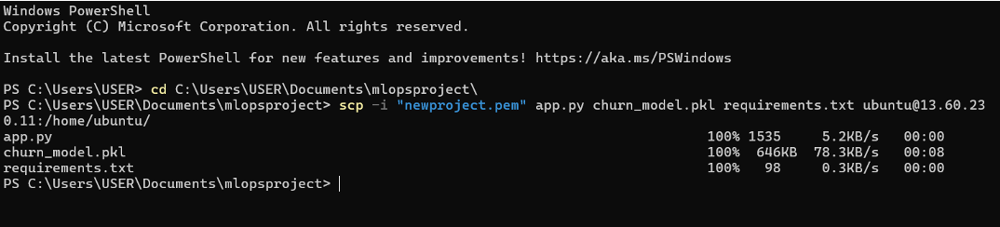 Windows PowerShell
Copyright (C) Microsoft Corporation. All rights reserved.
Install the latest PowerShell for new features and improvements! https://aka.ms/PSWindows
PS C:\Users\USER> cd C:\Users\USER\Documents\mlopsproject\
PS C:\Users\USER\Documents\mlopsproject> scp -i "newproject.pem" app.py churn_model.pkl requirements.txt ubuntu@13.60.23
0.11:/home/ubuntu/
app.py 100% 1535 5.2KB/s 00:00
churn_model.pkl 100% 646KB 78.3KB/s 00:08
requirements.txt 100% 98 0.3KB/s 00:00
PS C:\Users\USER\Documents\mlopsproject>